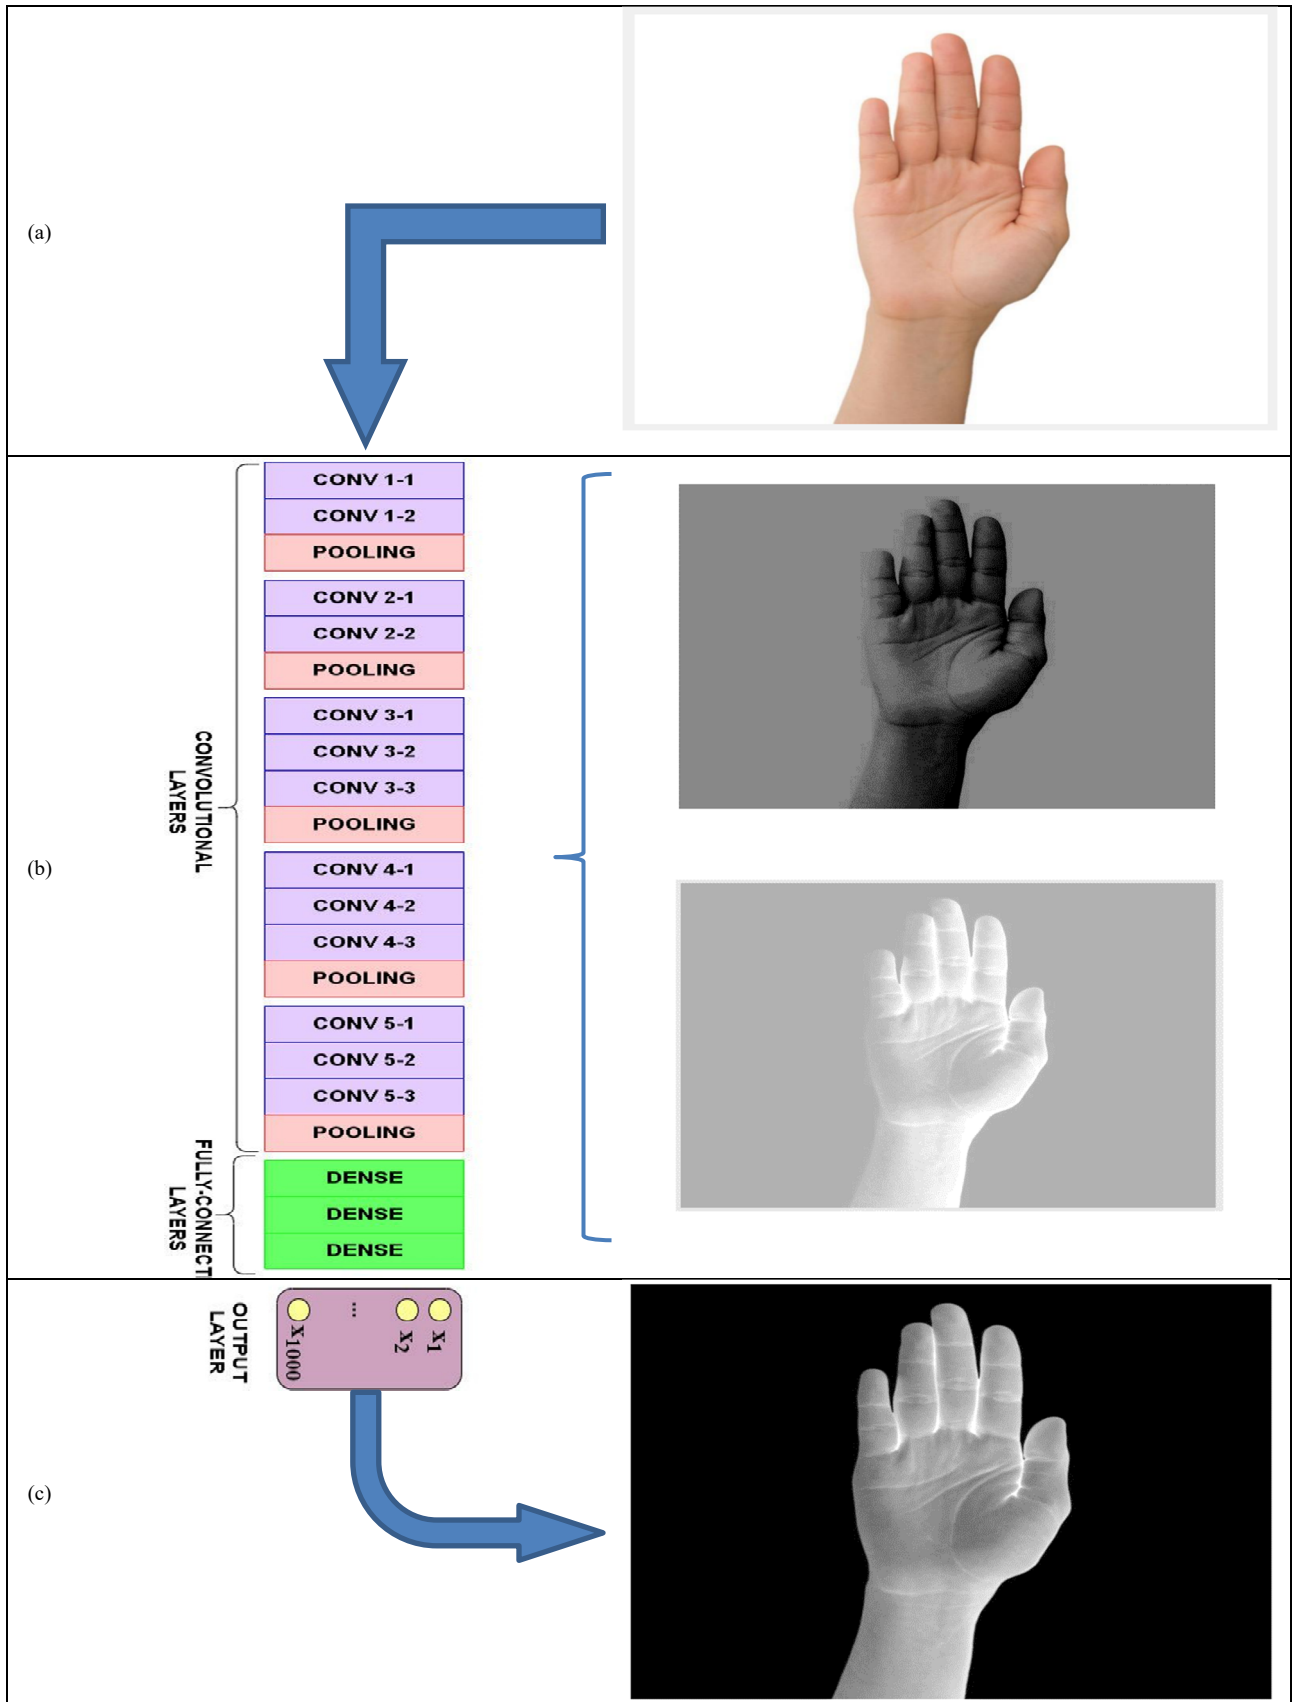 (a)
CONV 1-1
CONV 1-2
POOLING
CONV 2-1
CONV 2-2
POOLING
CONV 3-1
CONV 3-2
CONV 3-3
POOLING
CONV 4-1
CONV 4-2
CONV 4-3
POOLING
CONV 5-1
CONV 5-2
CONV 5-3
POOLING
CONVOLUTIONAL
LAYERS
(b)
DENSE
DENSE
DENSE
FULLY-CONNECT
LAYERS
OUTPUT
LAYER
x1
x2
...
x1000
(c)